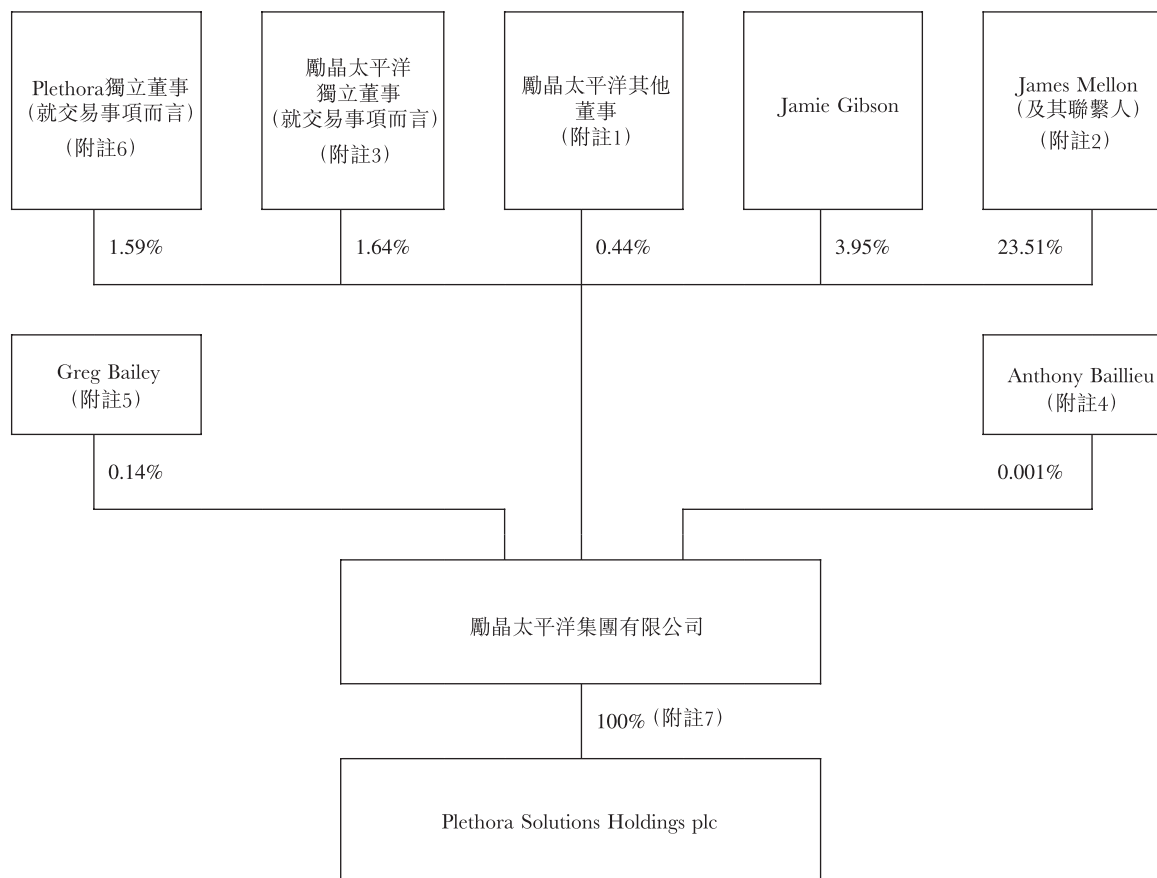 Plethora獨立董事
（就交易事項而言）
（附註6）
勵晶太平洋
獨立董事
（就交易事項而言）
（附註3）
勵晶太平洋其他
董事
（附註1）
Jamie Gibson
James Mellon
（及其聯繫人）
（附註2）
1.59%
1.64%
0.44%
3.95%
23.51%
Greg Bailey
（附註5）
Anthony Baillieu
（附註4）
0.14%
0.001%
勵晶太平洋集團有限公司
100%（附註7）
Plethora Solutions Holdings plc